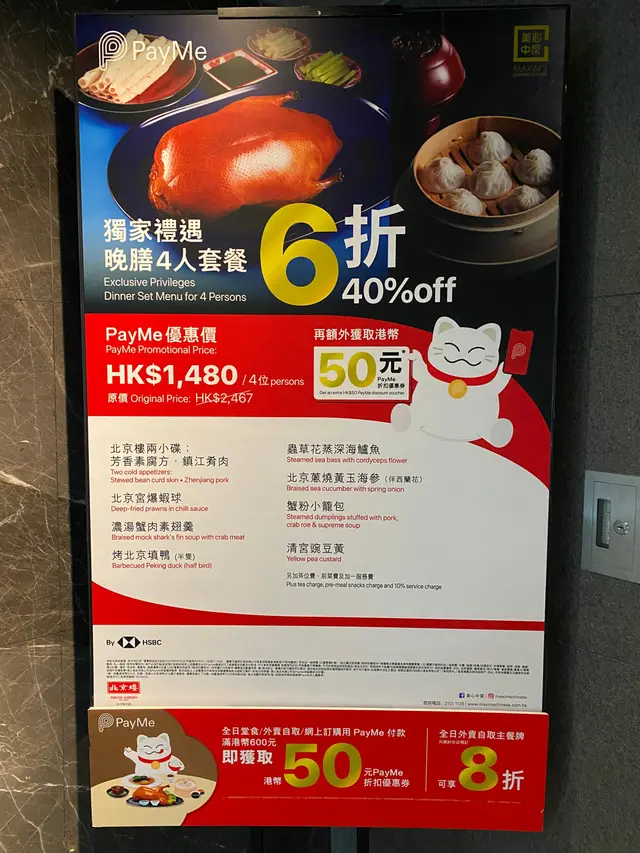 PayMe
美心
中菜
MAXIM'S
獨家禮遇
晚膳4人套餐
Exclusive Privileges
Dinner Set Menu for 4 Persons
6折
40%off
PayMe優惠價
PayMe Promotional Price:
HK$1,480 / 4位 persons
原價 Original Price: HK$2,467
再額外獲取港幣
50元*
PayMe
折扣優惠券
Get an extra HK$50 PayMe discount voucher
北京樓兩小碟：
芳香素腐方．鎮江肴肉
Two cold appetizers:
Stewed bean curd skin • Zhenjiang pork
北京宮爆蝦球
Deep-fried prawns in chilli sauce
濃湯蟹肉素翅羹
Braised mock shark's fin soup with crab meat
烤北京填鴨 (半隻)
Barbecued Peking duck (half bird)
蟲草花蒸深海鱸魚
Steamed sea bass with cordyceps flower
北京蔥燒黃玉海參 (伴西蘭花)
Braised sea cucumber with spring onion
蟹粉小籠包
Steamed dumplings stuffed with pork,
crab roe & supreme soup
清宮豌豆黃
Yellow pea custard
另加茶位費、前菜費及加一服務費
Plus tea charge, pre-meal snacks charge and 10% service charge
By HSBC
北京樓
美心中菜 maximschinese
www.maximschinese.com.hk
PayMe
全日堂食/外賣自取/網上訂購用 PayMe 付款
滿港幣600元
即獲取
港幣50元PayMe
折扣優惠券
全日外賣自取主餐牌
可享8折